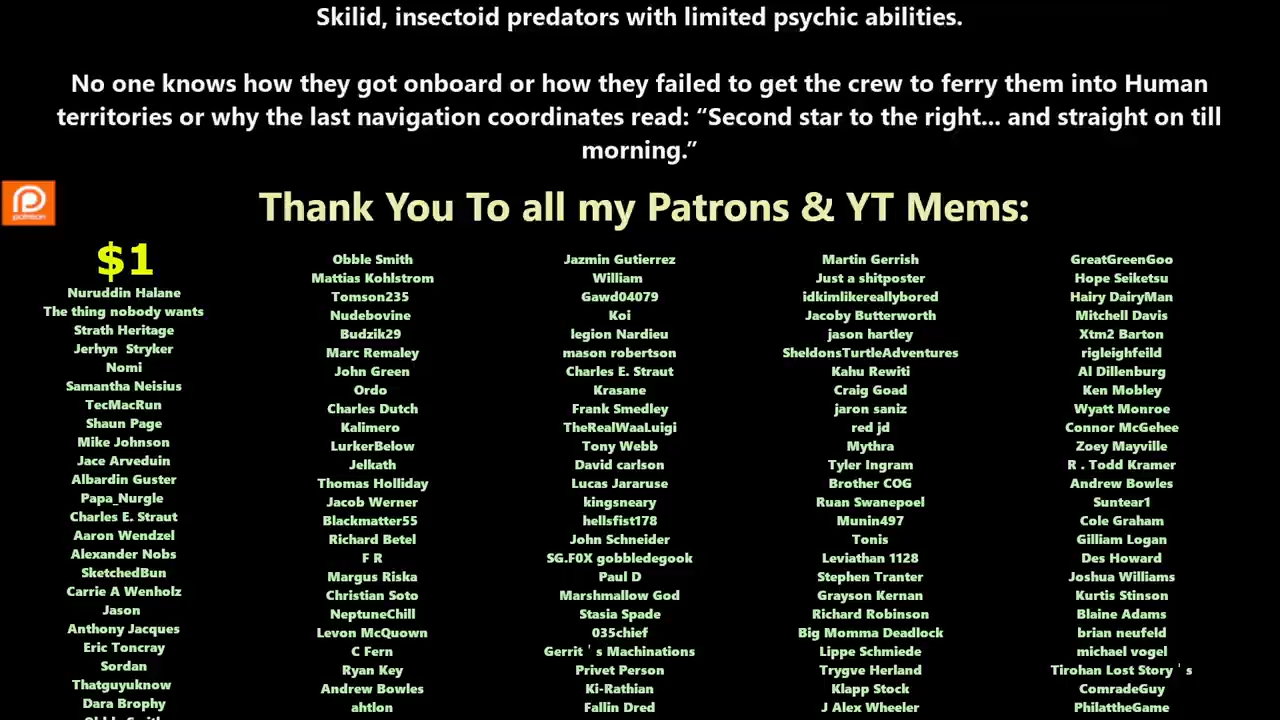 Skilid, insectoid predators with limited psychic abilities.
No one knows how they got onboard or how they failed to get the crew to ferry them into Human
territories or why the last navigation coordinates read: “Second star to the right... and straight on till
morning.”
patreon
Thank You To all my Patrons & YT Mems:
$1
Nuruddin Halane
The thing nobody wants
Strath Heritage
Jerhyn  Stryker
Nomi
Samantha Neisius
TecMacRun
Shaun Page
Mike Johnson
Jace Arveduin
Albardin Guster
Papa_Nurgle
Charles E. Straut
Aaron Wendzel
Alexander Nobs
SketchedBun
Carrie A Wenholz
Jason
Anthony Jacques
Eric Toncray
Sordan
Thatguyuknow
Dara Brophy
Obble Smith
Obble Smith
Mattias Kohlstrom
Tomson235
Nudebovine
Budzik29
Marc Remaley
John Green
Ordo
Charles Dutch
Kalimero
LurkerBelow
Jelkath
Thomas Holliday
Jacob Werner
Blackmatter55
Richard Betel
F R
Margus Riska
Christian Soto
NeptuneChill
Levon McQuown
C Fern
Ryan Key
Andrew Bowles
ahtlon
Jazmin Gutierrez
William
Gawd04079
Koi
legion Nardieu
mason robertson
Charles E. Straut
Krasane
Frank Smedley
TheRealWaaLuigi
Tony Webb
David carlson
Lucas Jararuse
kingsneary
hellsfist178
John Schneider
SG.F0X gobbledegook
Paul D
Marshmallow God
Stasia Spade
035chief
Gerrit ' s Machinations
Privet Person
Ki-Rathian
Fallin Dred
Martin Gerrish
Just a shitposter
idkimlikereallybored
Jacoby Butterworth
jason hartley
SheldonsTurtleAdventures
Kahu Rewiti
Craig Goad
jaron saniz
red jd
Mythra
Tyler Ingram
Brother COG
Ruan Swanepoel
Munin497
Tonis
Leviathan 1128
Stephen Tranter
Grayson Kernan
Richard Robinson
Big Momma Deadlock
Lippe Schmiede
Trygve Herland
Klapp Stock
J Alex Wheeler
GreatGreenGoo
Hope Seiketsu
Hairy DairyMan
Mitchell Davis
Xtm2 Barton
rigleighfeild
Al Dillenburg
Ken Mobley
Wyatt Monroe
Connor McGehee
Zoey Mayville
R . Todd Kramer
Andrew Bowles
Suntear1
Cole Graham
Gilliam Logan
Des Howard
Joshua Williams
Kurtis Stinson
Blaine Adams
brian neufeld
michael vogel
Tirohan Lost Story ' s
ComradeGuy
PhilattheGame